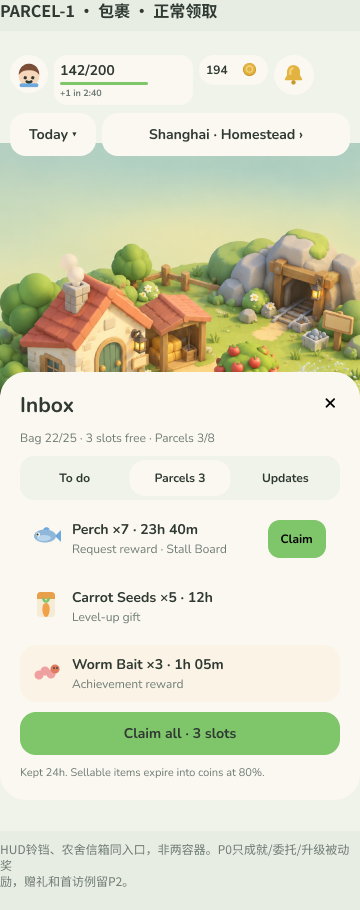 PARCEL-1 · 包裹 · 正常领取
142/200
+1 in 2:40
194
Today ▾
Shanghai · Homestead ›
Inbox
×
Bag 22/25 · 3 slots free · Parcels 3/8
To do
Parcels 3
Updates
Perch ×7 · 23h 40m
Request reward · Stall Board
Claim
Carrot Seeds ×5 · 12h
Level-up gift
Worm Bait ×3 · 1h 05m
Achievement reward
Claim all · 3 slots
Kept 24h. Sellable items expire into coins at 80%.
HUD铃铛、农舍信箱同入口，非两容器。P0只成就/委托/升级被动
奖
励，赠礼和首访例留P2。